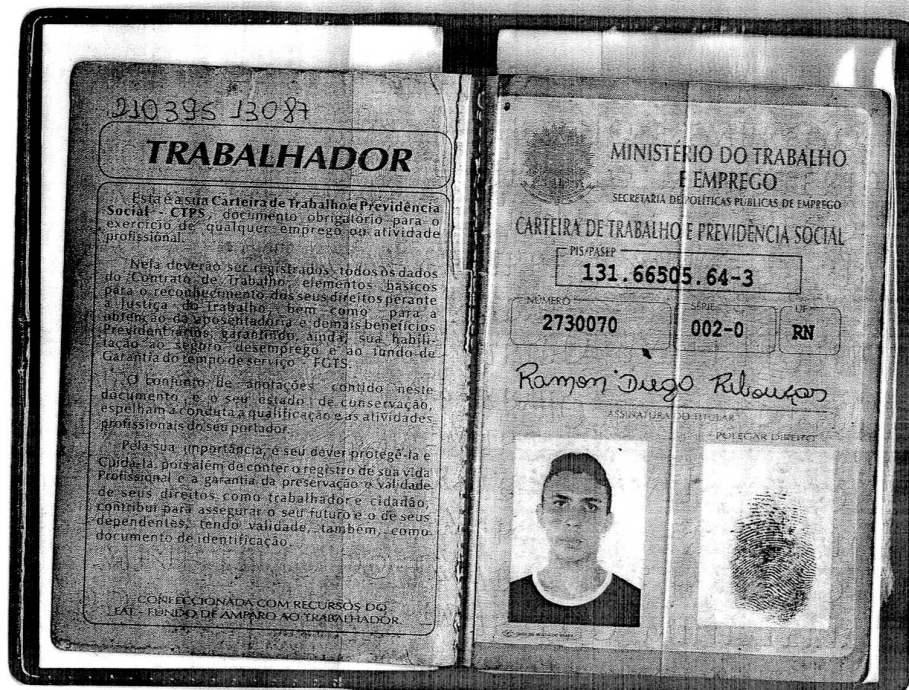 210395 13087
TRABALHADOR
Esta é a sua Carteira de Trabalho e Previdência
Social - CTPS, documento obrigatório para o
exercício de qualquer emprego ou atividade
profissional.
Nela deverão ser registrados todos os dados
do Contrato de Trabalho, elementos básicos
para o reconhecimento dos seus direitos perante
a Justiça do Trabalho, bem como para a
obtenção da aposentadoria e demais benefícios
Previdenciários, garantindo, ainda, sua habili-
tação ao seguro desemprego e ao Fundo de
Garantia do tempo de serviço - FGTS.
O conjunto de anotações contido neste
documento, e o seu estado de conservação,
espelham a conduta a qualificação e as atividades
profissionais do seu portador.
Pela sua importância, é seu dever protegê-la e
Cuidá-la, pois além de conter o registro de sua vida
Profissional e a garantia da preservação e validade
de seus direitos como trabalhador e cidadão,
contribui para assegurar o seu futuro e o de seus
dependentes, tendo validade, também, como
documento de identificação.
CONFECCIONADA COM RECURSOS DO
FAT - FUNDO DE AMPARO AO TRABALHADOR
MINISTÉRIO DO TRABALHO
E EMPREGO
SECRETARIA DE POLÍTICAS PÚBLICAS DE EMPREGO
CARTEIRA DE TRABALHO E PREVIDÊNCIA SOCIAL
PIS/PASEP
131.66505.64-3
NÚMERO SÉRIE UF
2730070 002-0 RN
Ramon Diego Rebouças
ASSINATURA DO TITULAR
POLEGAR DIREITO